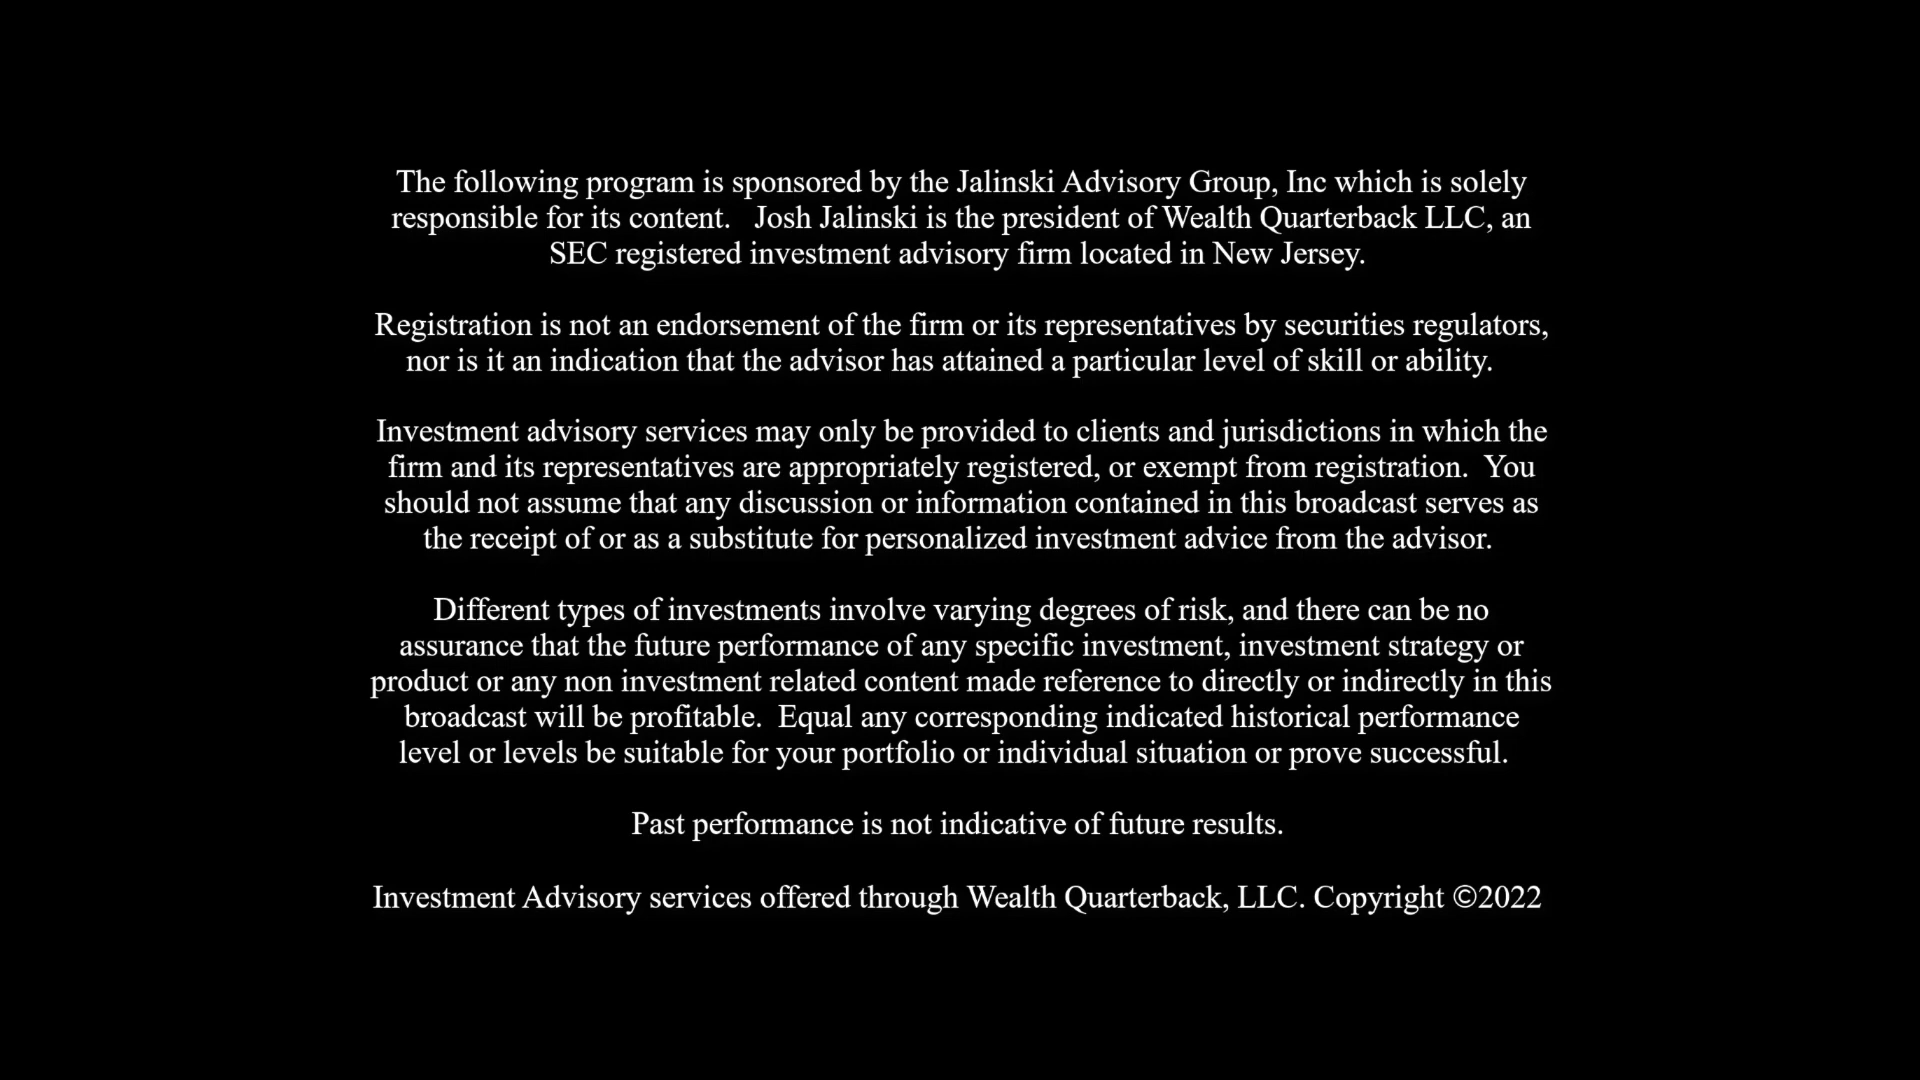 The following program is sponsored by the Jalinski Advisory Group, Inc which is solely
responsible for its content.   Josh Jalinski is the president of Wealth Quarterback LLC, an
SEC registered investment advisory firm located in New Jersey.
Registration is not an endorsement of the firm or its representatives by securities regulators,
nor is it an indication that the advisor has attained a particular level of skill or ability.
Investment advisory services may only be provided to clients and jurisdictions in which the
firm and its representatives are appropriately registered, or exempt from registration.  You
should not assume that any discussion or information contained in this broadcast serves as
the receipt of or as a substitute for personalized investment advice from the advisor.
Different types of investments involve varying degrees of risk, and there can be no
assurance that the future performance of any specific investment, investment strategy or
product or any non investment related content made reference to directly or indirectly in this
broadcast will be profitable.  Equal any corresponding indicated historical performance
level or levels be suitable for your portfolio or individual situation or prove successful.
Past performance is not indicative of future results.
Investment Advisory services offered through Wealth Quarterback, LLC. Copyright ©2022